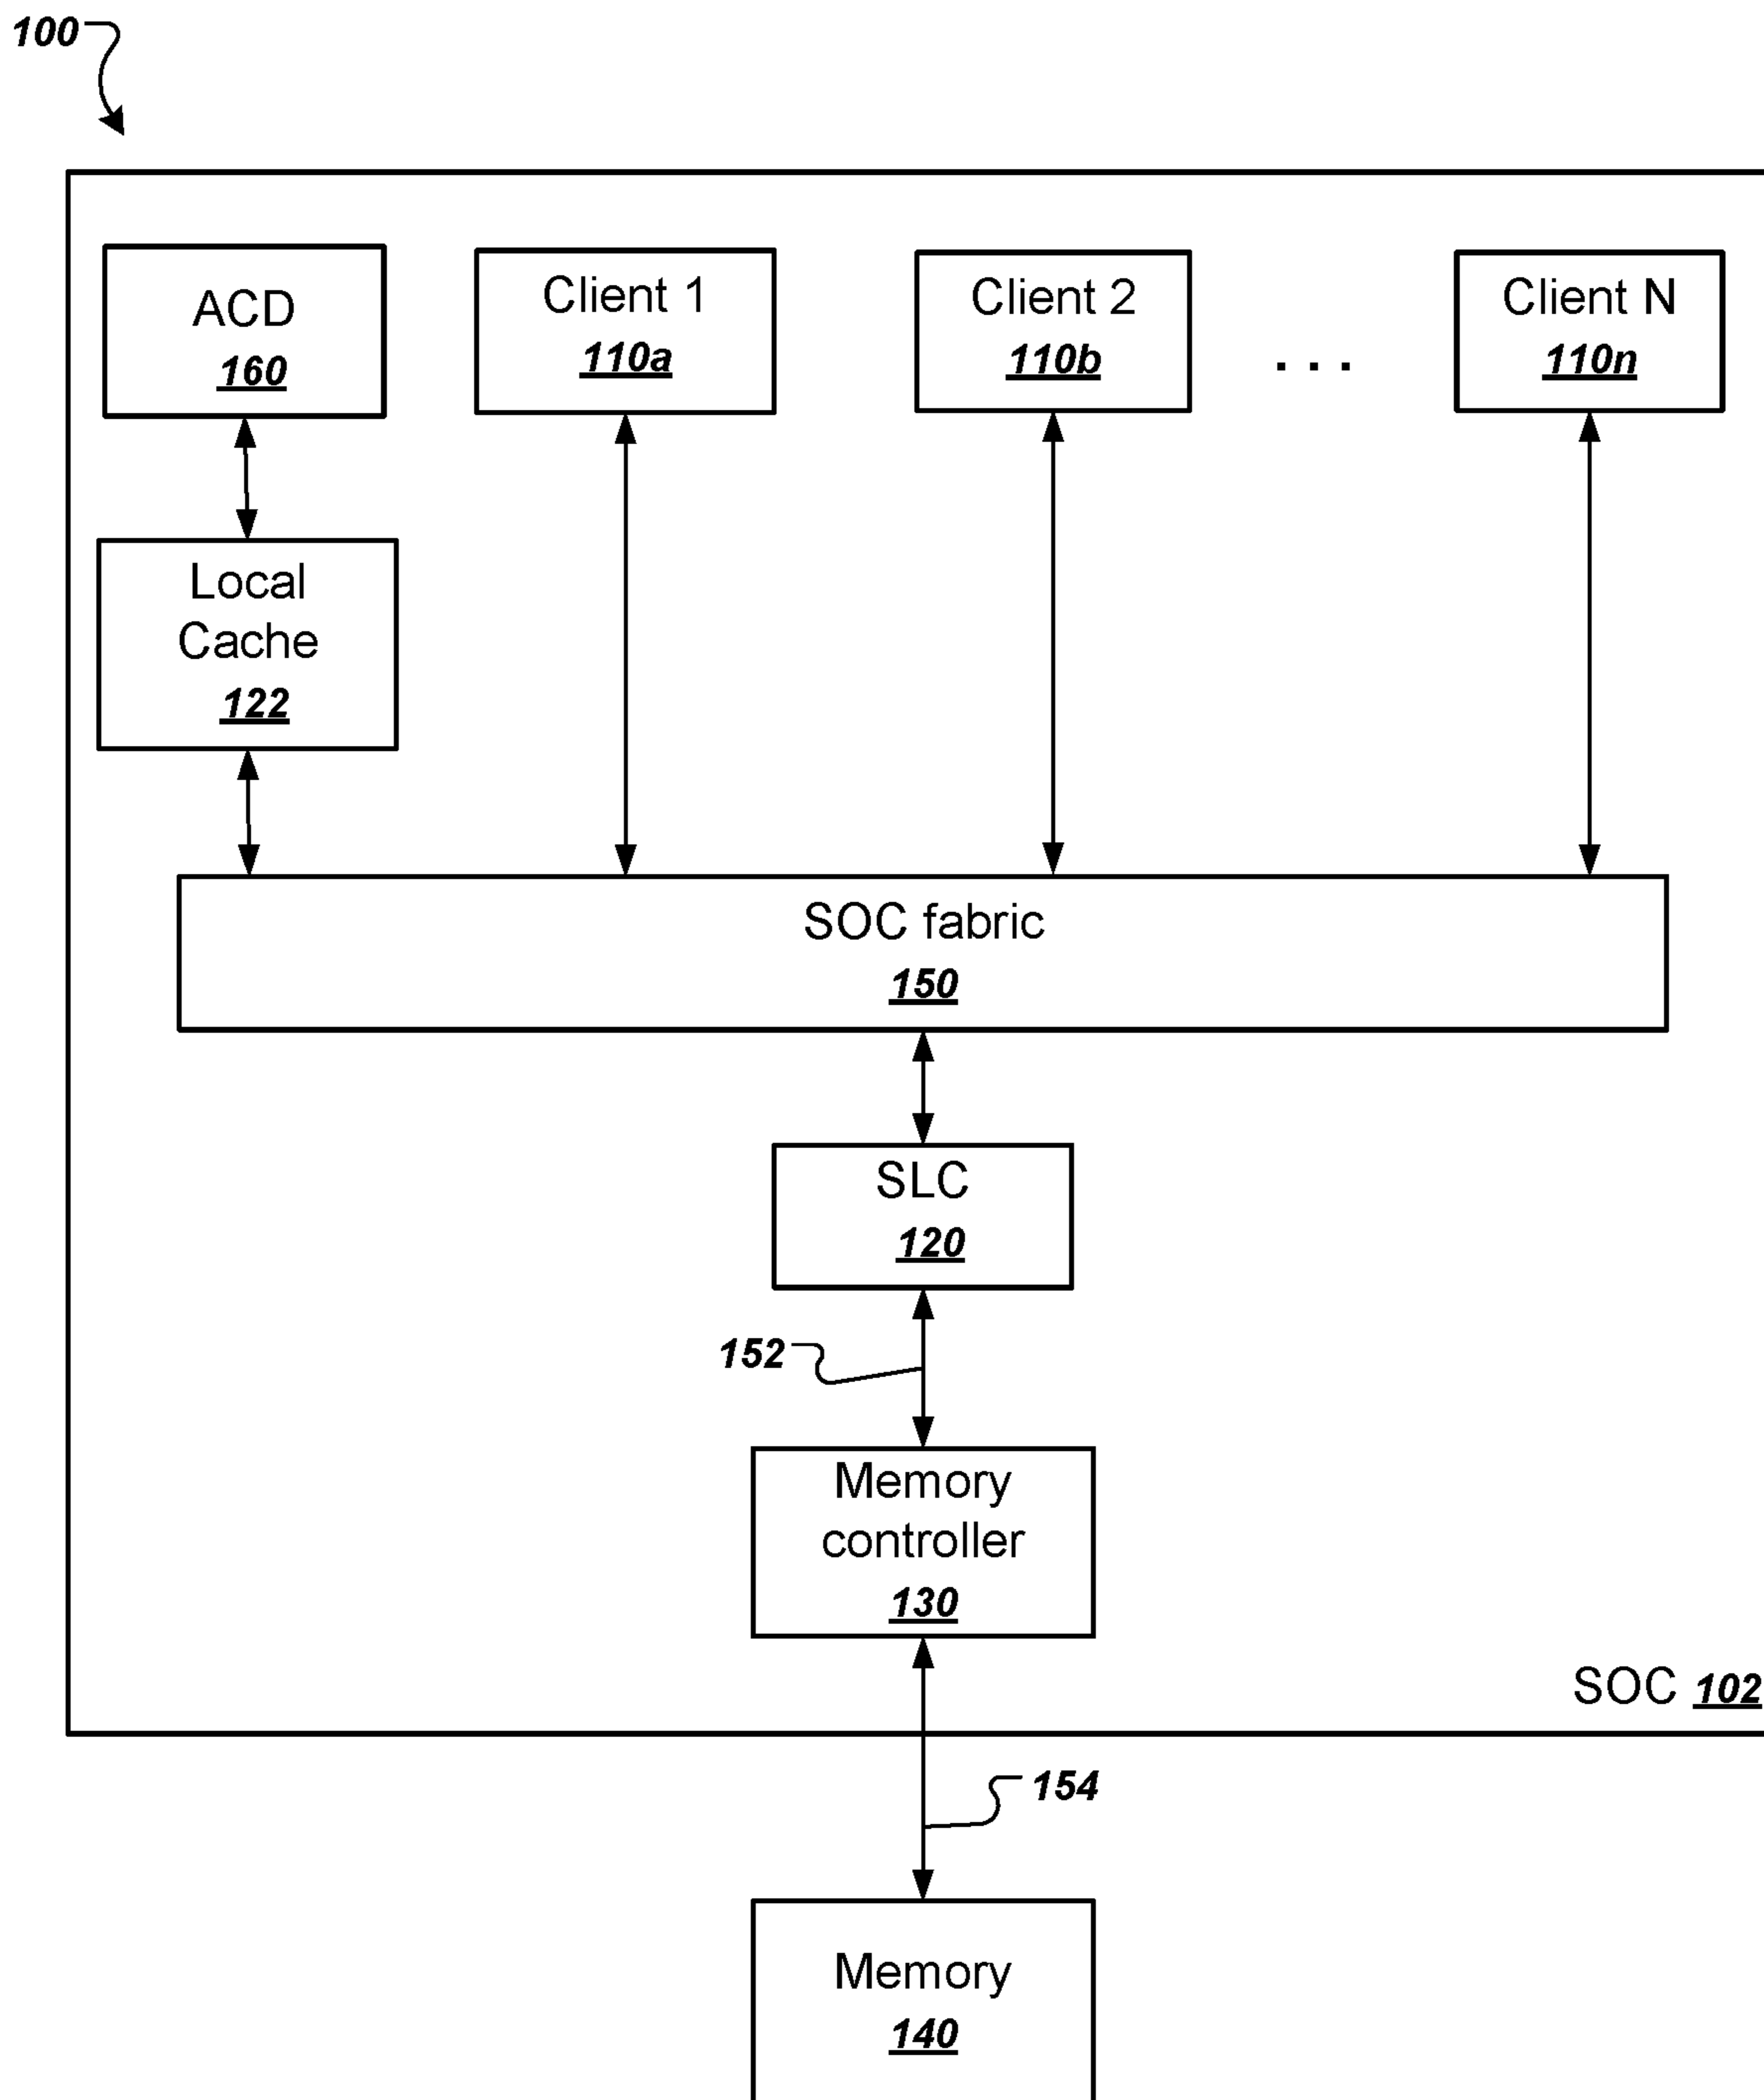 100
ACD
160
Client 1
110a
Client 2
110b
. . .
Client N
110n
Local
Cache
122
SOC fabric
150
SLC
120
152
Memory
controller
130
SOC 102
154
Memory
140